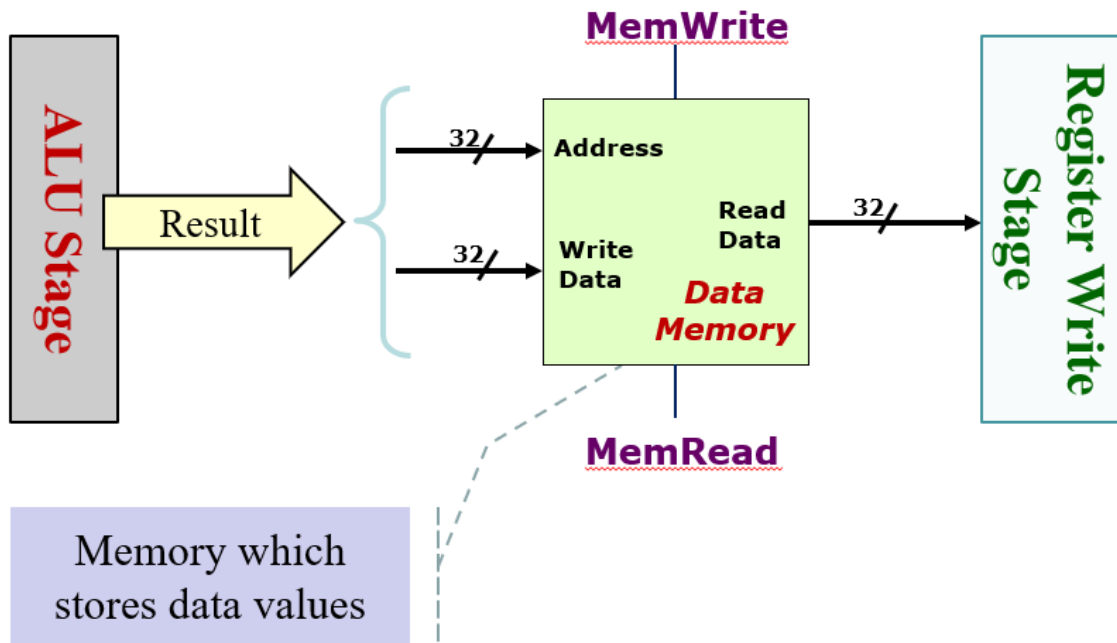 MemWrite
ALU Stage
Result
32
Address
32
Write
Data
Read
Data
Data
Memory
32
Register Write
Stage
MemRead
Memory which
stores data values